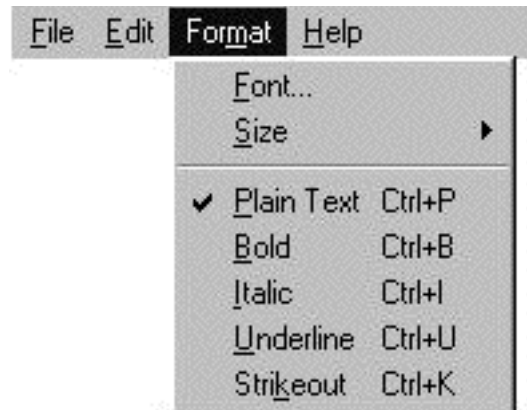 File Edit Format Help
Font...
Size
Plain Text Ctrl+P
Bold Ctrl+B
Italic Ctrl+I
Underline Ctrl+U
Strikeout Ctrl+K